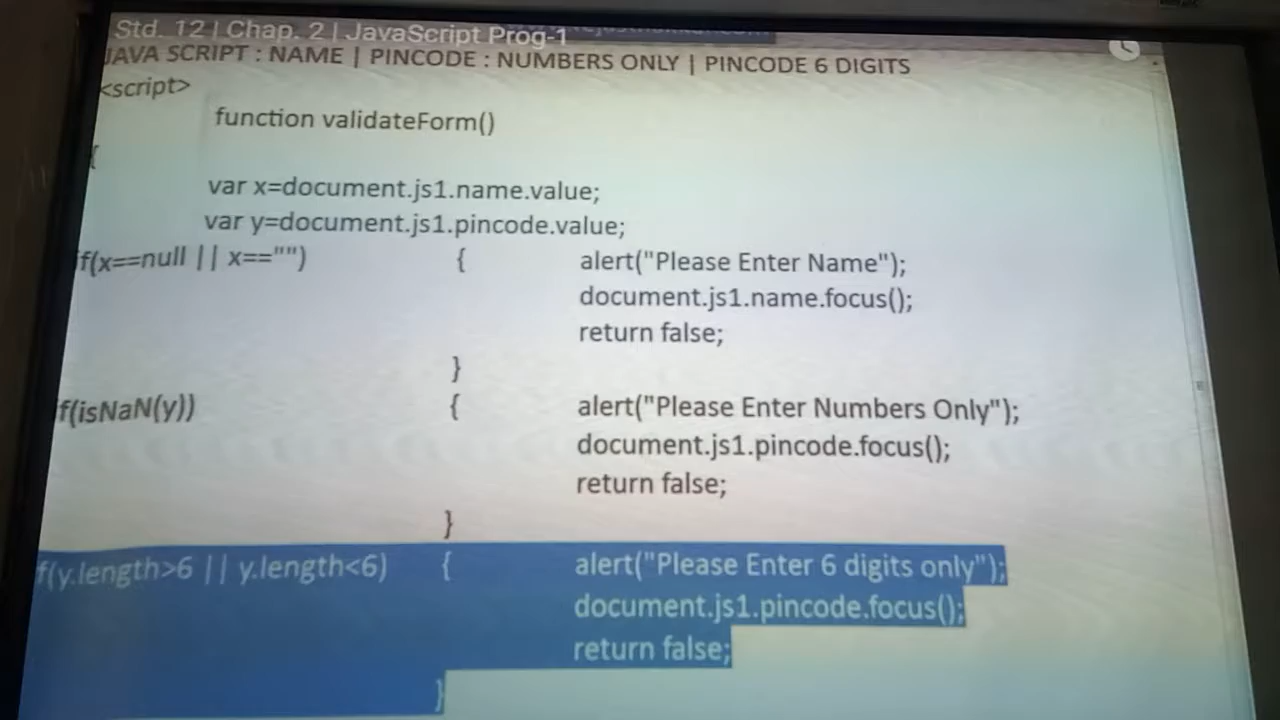 Std. 12 | Chap. 2 | JavaScript Prog-1
JAVA SCRIPT : NAME | PINCODE : NUMBERS ONLY | PINCODE 6 DIGITS
<script>
function validateForm()
{
var x=document.js1.name.value;
var y=document.js1.pincode.value;
if(x==null || x=="") { alert("Please Enter Name");
document.js1.name.focus();
return false;
}
if(isNaN(y)) { alert("Please Enter Numbers Only");
document.js1.pincode.focus();
return false;
}
if(y.length>6 || y.length<6) { alert("Please Enter 6 digits only");
document.js1.pincode.focus();
return false;
}